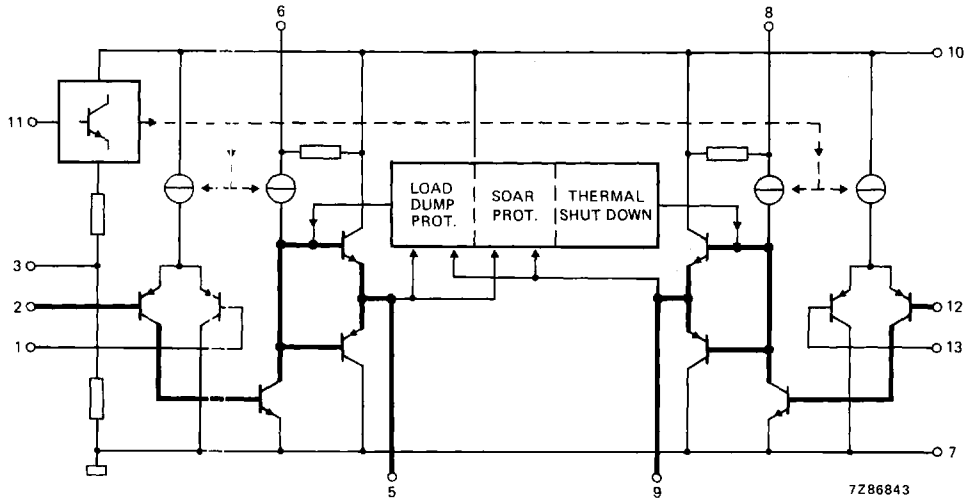 6
8
10
11
LOAD
DUMP
PROT.
SOAR
PROT.
THERMAL
SHUT DOWN
3
2
12
1
13
7
5
9
7Z86843